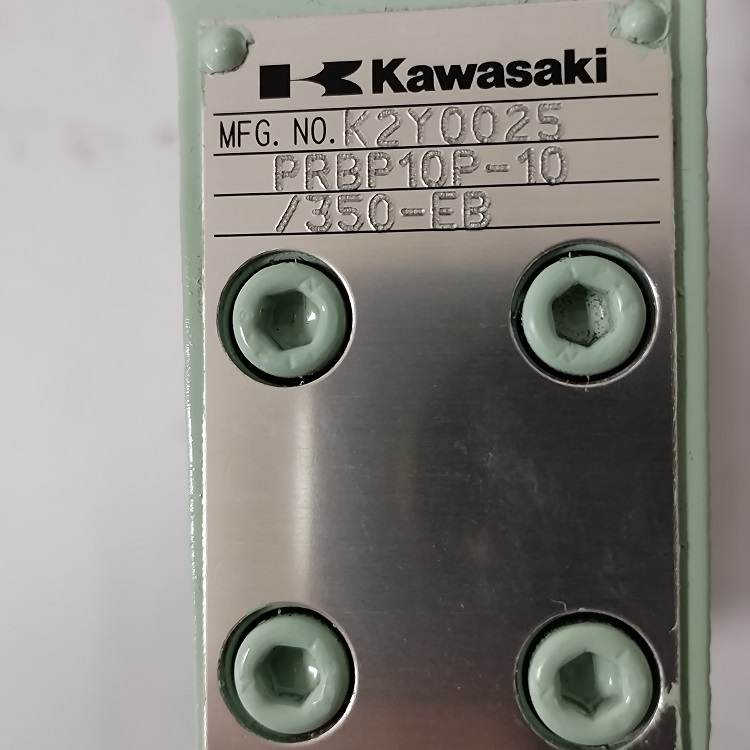 Kawasaki
MFG. NO. K2Y0025
PRBP10P-10
/350-EB